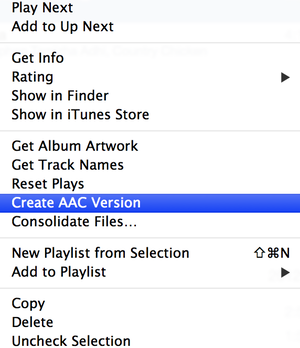 Play Next
Add to Up Next
Get Info
Rating ▶
Show in Finder
Show in iTunes Store
Get Album Artwork
Get Track Names
Reset Plays
Create AAC Version
Consolidate Files...
New Playlist from Selection ⇧⌘N
Add to Playlist ▶
Copy
Delete
Uncheck Selection